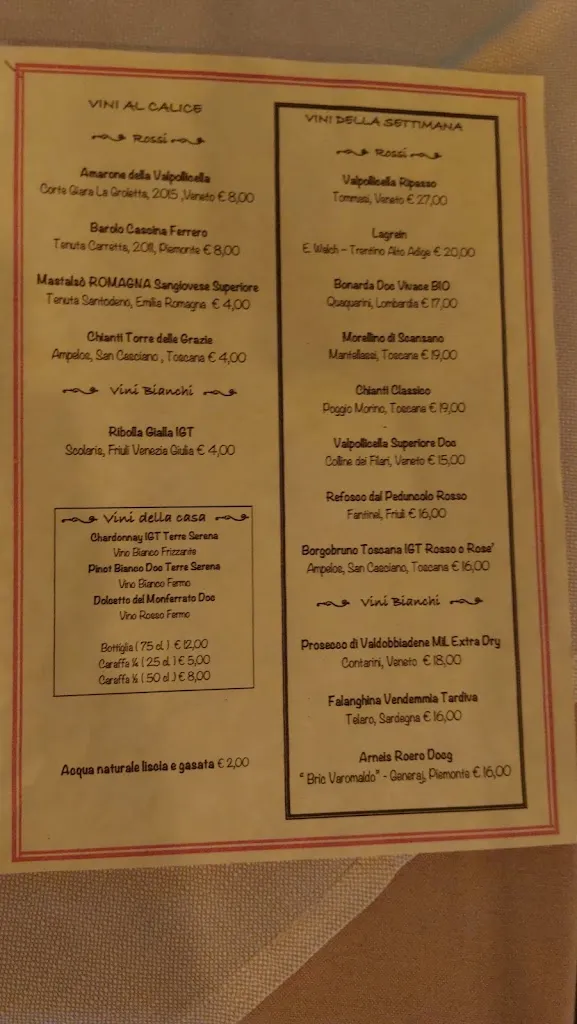 VINI AL CALICE
Rossi
Amarone della Valpollicella
Corte Giara La Groletta, 2015 ,Veneto € 8,00
Barolo Cascina Ferrero
Tenuta Carretta, 2011, Piemonte € 8,00
Mastalsò ROMAGNA Sangiovese Superiore
Tenuta Santodeno, Emilia Romagna € 4,00
Chianti Torre delle Grazie
Ampelos, San Casciano , Toscana € 4,00
Vini Bianchi
Ribolla Gialla IGT
Scolaris, Friuli Venezia Giulia € 4,00
Vini della casa
Chardonnay IGT Terre Serena
Vino Bianco Frizzante
Pinot Bianco Doc Terre Serena
Vino Bianco Fermo
Dolcetto del Monferrato Doc
Vino Rosso Fermo
Bottiglia ( 75 cl ) € 12,00
Caraffa ¼ ( 25 cl ) € 5,00
Caraffa ½ ( 50 cl ) € 8,00
Acqua naturale liscia e gasata € 2,00
VINI DELLA SETTIMANA
Rossi
Valpollicella Ripasso
Tommasi, Veneto € 27,00
Lagrein
E. Walch – Trentino Alto Adige € 20,00
Bonarda Doc Vivace BIO
Quaquarini, Lombardia € 17,00
Morellino di Scansano
Mantellassi, Toscana € 19,00
Chianti Classico
Poggio Morino, Toscana € 19,00
Valpollicella Superiore Doc
Colline dei Filari, Veneto € 15,00
Refosco dal Peduncolo Rosso
Fantinel, Friuli € 16,00
Borgobruno Toscana IGT Rosso o Rose'
Ampelos, San Casciano, Toscana € 16,00
Vini Bianchi
Prosecco di Valdobbiadene MiL Extra Dry
Contarini, Veneto € 18,00
Falanghina Vendemmia Tardiva
Telaro, Sardegna € 16,00
Arneis Roero Docg
" Bric Varomaldo" - Generaj, Piemonte € 16,00